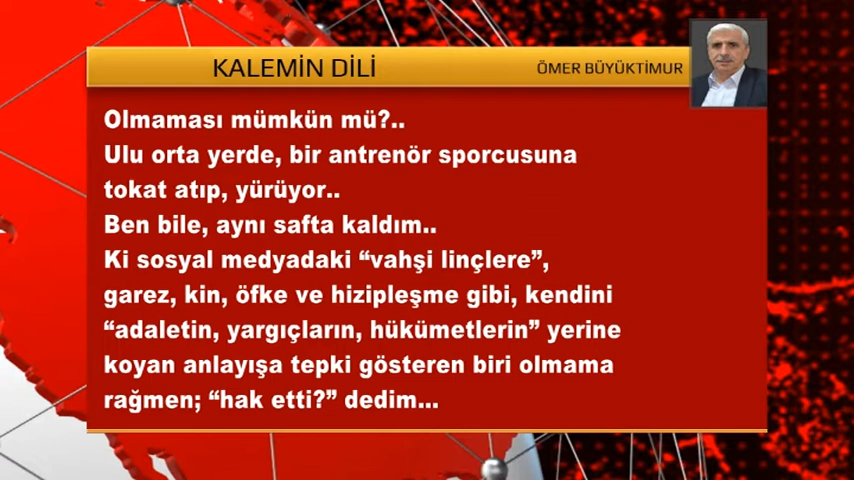 KALEMİN DİLİ
ÖMER BÜYÜKTİMUR
Olmaması mümkün mü?..
Ulu orta yerde, bir antrenör sporcusuna
tokat atıp, yürüyor..
Ben bile, aynı safta kaldım..
Ki sosyal medyadaki “vahşi linçlere”,
garez, kin, öfke ve hizipleşme gibi, kendini
“adaletin, yargıçların, hükümetlerin” yerine
koyan anlayışa tepki gösteren biri olmama
rağmen; “hak etti?” dedim...